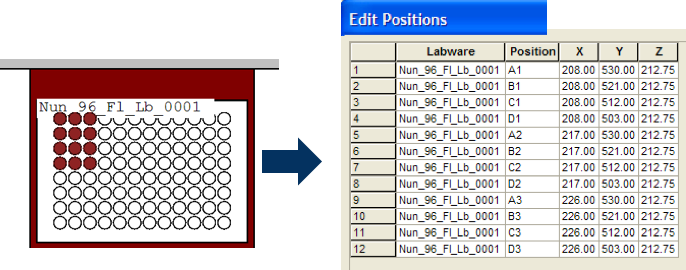 Nun_96_Fl_Lb_0001
Edit Positions
Labware Position X Y Z
1 Nun_96_Fl_Lb_0001 A1 208.00 530.00 212.75
2 Nun_96_Fl_Lb_0001 B1 208.00 521.00 212.75
3 Nun_96_Fl_Lb_0001 C1 208.00 512.00 212.75
4 Nun_96_Fl_Lb_0001 D1 208.00 503.00 212.75
5 Nun_96_Fl_Lb_0001 A2 217.00 530.00 212.75
6 Nun_96_Fl_Lb_0001 B2 217.00 521.00 212.75
7 Nun_96_Fl_Lb_0001 C2 217.00 512.00 212.75
8 Nun_96_Fl_Lb_0001 D2 217.00 503.00 212.75
9 Nun_96_Fl_Lb_0001 A3 226.00 530.00 212.75
10 Nun_96_Fl_Lb_0001 B3 226.00 521.00 212.75
11 Nun_96_Fl_Lb_0001 C3 226.00 512.00 212.75
12 Nun_96_Fl_Lb_0001 D3 226.00 503.00 212.75